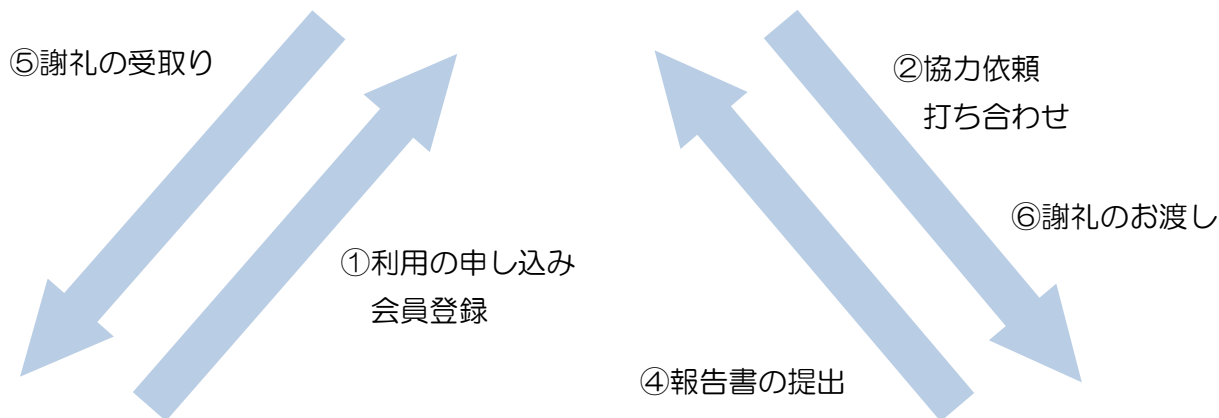 ⑤謝礼の受取り
②協力依頼
打ち合わせ
⑥謝礼のお渡し
①利用の申し込み
会員登録
④報告書の提出